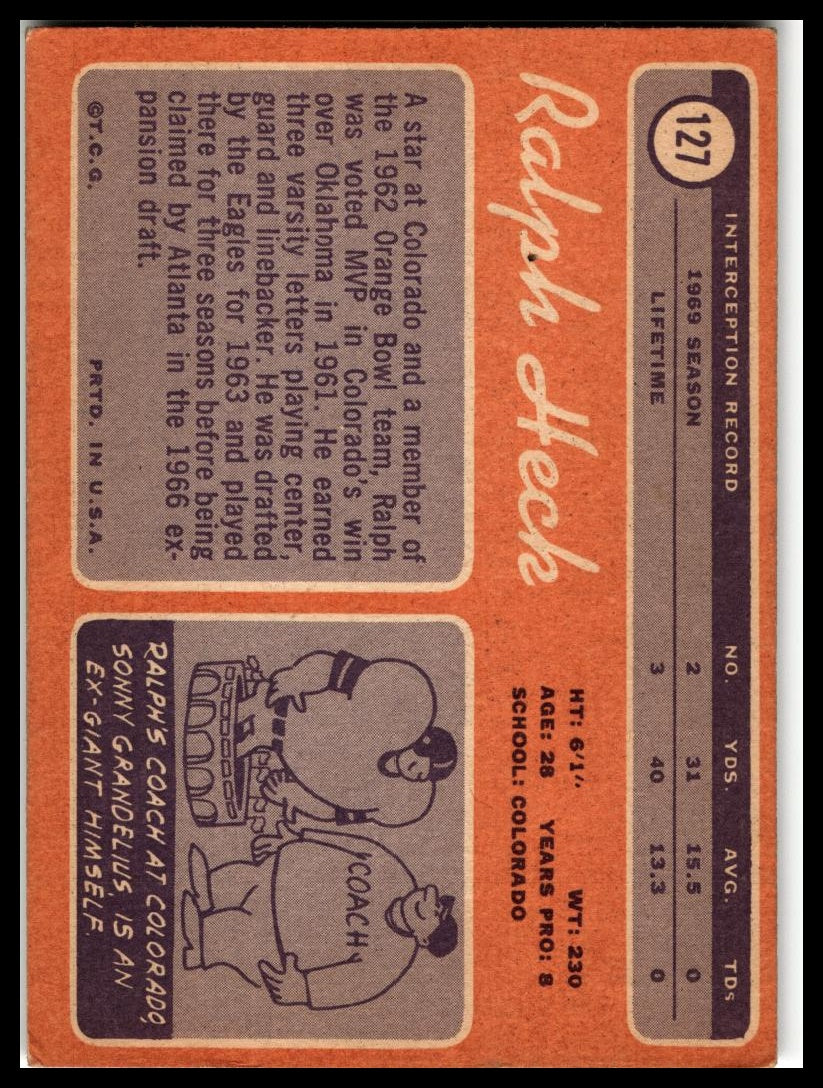 127
INTERCEPTION RECORD NO. YDS. AVG. TDs
1969 SEASON 2 31 15.5 0
LIFETIME 3 40 13.3 0
Ralph Heck
HT: 6'1" WT: 230
AGE: 28 YEARS PRO: 8
SCHOOL: COLORADO
A star at Colorado and a member of
the 1962 Orange Bowl team, Ralph
was voted MVP in Colorado's win
over Oklahoma in 1961. He earned
three varsity letters playing center,
guard and linebacker. He was drafted
by the Eagles for 1963 and played
there for three seasons before being
claimed by Atlanta in the 1966 ex-
pansion draft.
©T.C.G. PRTD. IN U.S.A.
COACH
RALPH'S COACH AT COLORADO,
SONNY GRANDELIUS, IS AN
EX-GIANT HIMSELF.